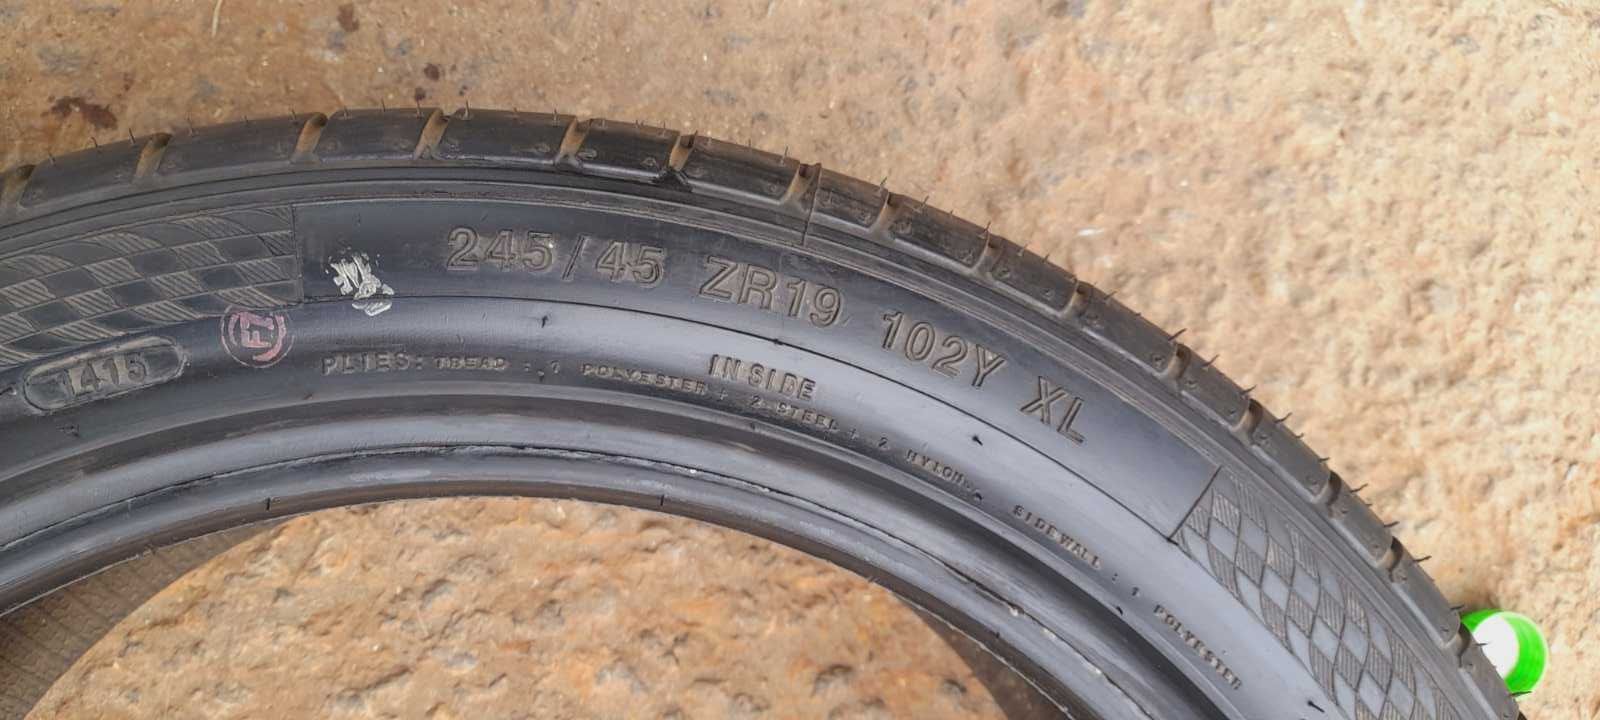 245/45 ZR19 102Y XL
1415
PLIES: TREAD : 1 POLYESTER + 2 STEEL + 2 NYLON. SIDEWALL : 1 POLYESTER
INSIDE